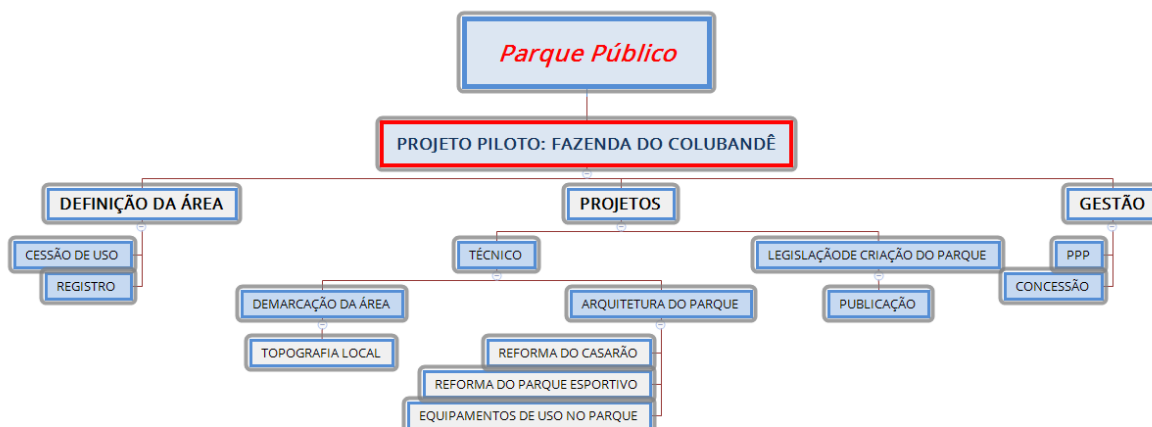 Parque Público
PROJETO PILOTO: FAZENDA DO COLUBANDÊ
DEFINIÇÃO DA ÁREA
PROJETOS
GESTÃO
CESSÃO DE USO
REGISTRO
TÉCNICO
LEGISLAÇÃODE CRIAÇÃO DO PARQUE
PPP
CONCESSÃO
DEMARCAÇÃO DA ÁREA
ARQUITETURA DO PARQUE
PUBLICAÇÃO
TOPOGRAFIA LOCAL
REFORMA DO CASARÃO
REFORMA DO PARQUE ESPORTIVO
EQUIPAMENTOS DE USO NO PARQUE